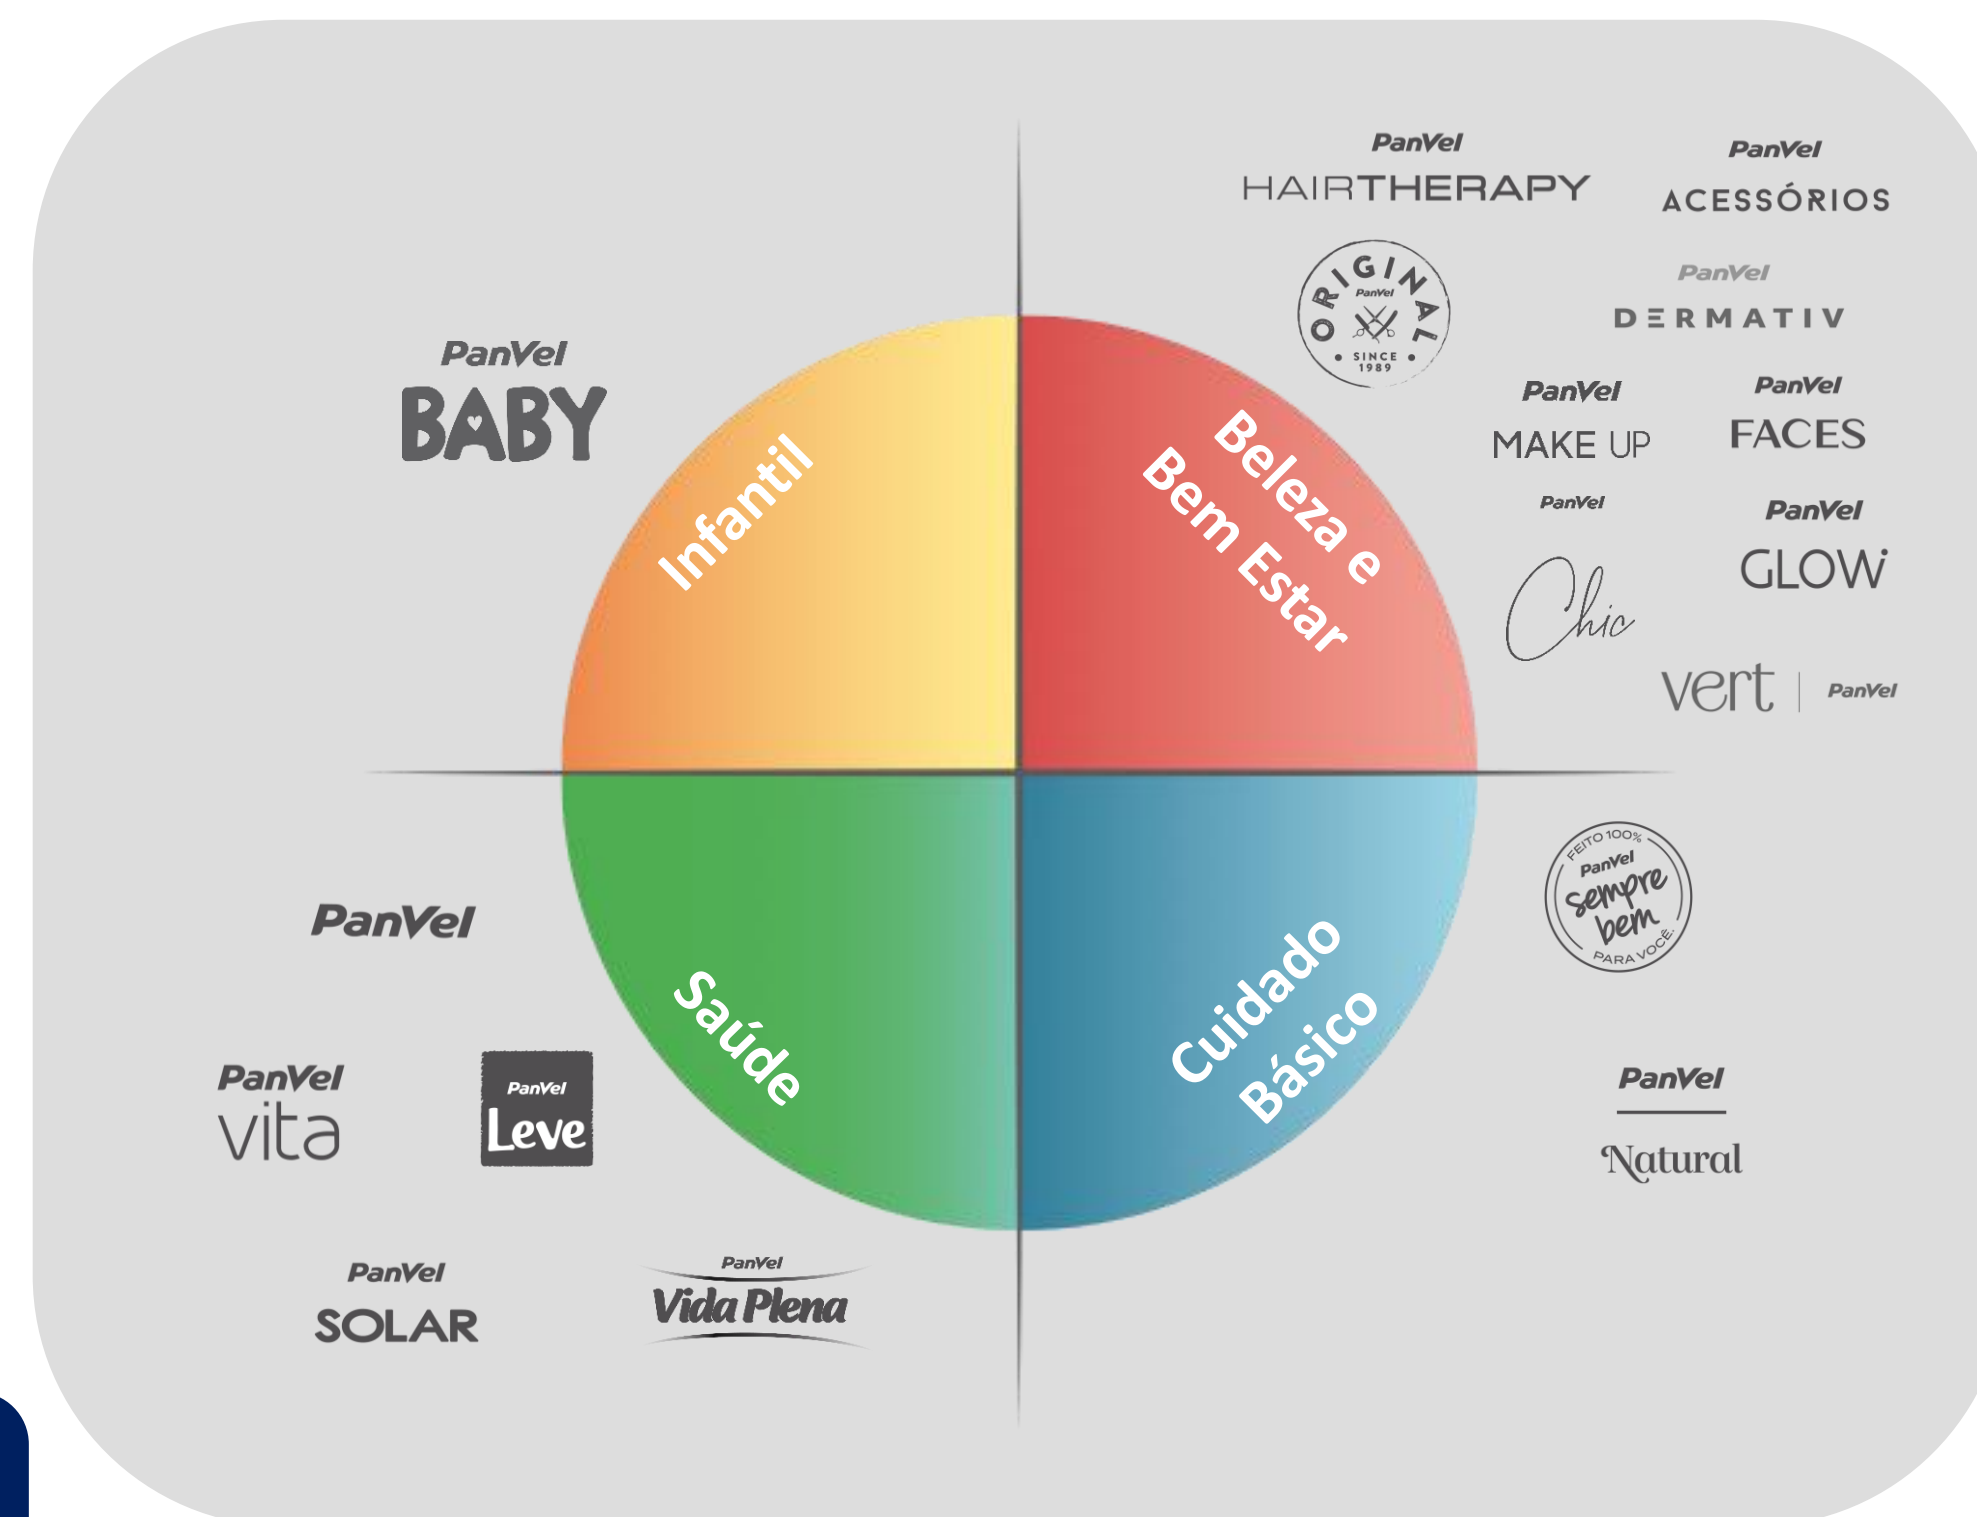 PanVel
HAIRTHERAPY
PanVel
ACESSÓRIOS
ORIGINAL
PanVel
SINCE
1989
PanVel
DERMATIV
PanVel
MAKE UP
PanVel
FACES
PanVel
Chic
PanVel
GLOW
vert | PanVel
PanVel
BABY
Infantil
Beleza e
Bem Estar
Saúde
Cuidado
Básico
FEITO 100%
PanVel
sempre
bem
PARA VOCÊ.
PanVel
Natural
PanVel
PanVel
vita
PanVel
Leve
PanVel
SOLAR
PanVel
Vida Plena